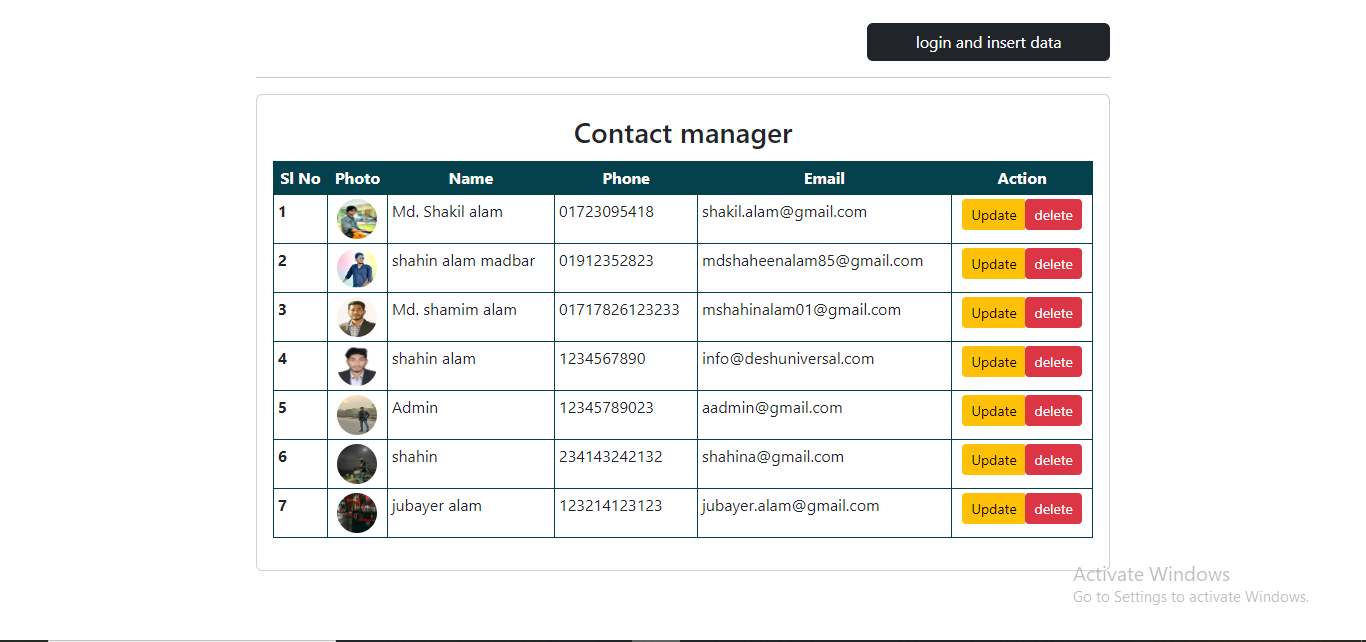 login and insert data
Contact manager
Sl No Photo Name Phone Email Action
1 Md. Shakil alam 01723095418 shakil.alam@gmail.com Update delete
2 shahin alam madbar 01912352823 mdshaheenalam85@gmail.com Update delete
3 Md. shamim alam 01717826123233 mshahinalam01@gmail.com Update delete
4 shahin alam 1234567890 info@deshuniversal.com Update delete
5 Admin 12345789023 aadmin@gmail.com Update delete
6 shahin 234143242132 shahina@gmail.com Update delete
7 jubayer alam 123214123123 jubayer.alam@gmail.com Update delete
Activate Windows
Go to Settings to activate Windows.